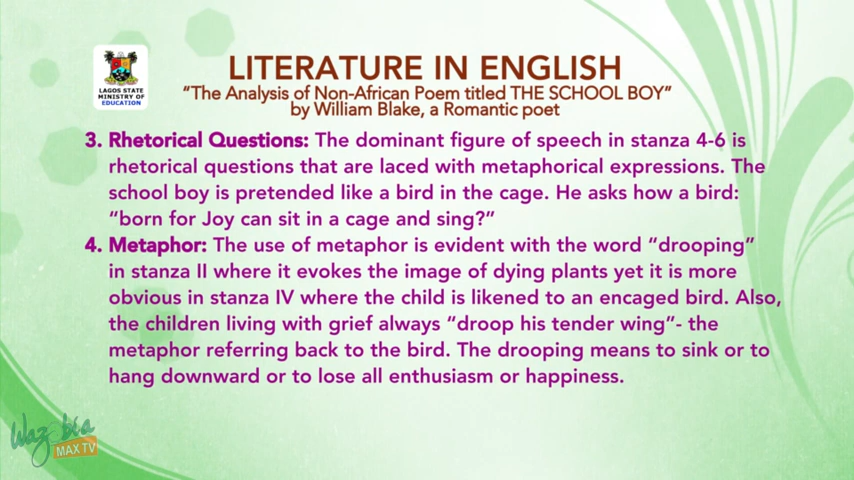 LAGOS STATE
MINISTRY OF
EDUCATION
LITERATURE IN ENGLISH
“The Analysis of Non-African Poem titled THE SCHOOL BOY”
by William Blake, a Romantic poet
3. Rhetorical Questions: The dominant figure of speech in stanza 4-6 is
rhetorical questions that are laced with metaphorical expressions. The
school boy is pretended like a bird in the cage. He asks how a bird:
“born for Joy can sit in a cage and sing?”
4. Metaphor: The use of metaphor is evident with the word “drooping”
in stanza II where it evokes the image of dying plants yet it is more
obvious in stanza IV where the child is likened to an encaged bird. Also,
the children living with grief always “droop his tender wing”- the
metaphor referring back to the bird. The drooping means to sink or to
hang downward or to lose all enthusiasm or happiness.
Wazobia
MAX TV